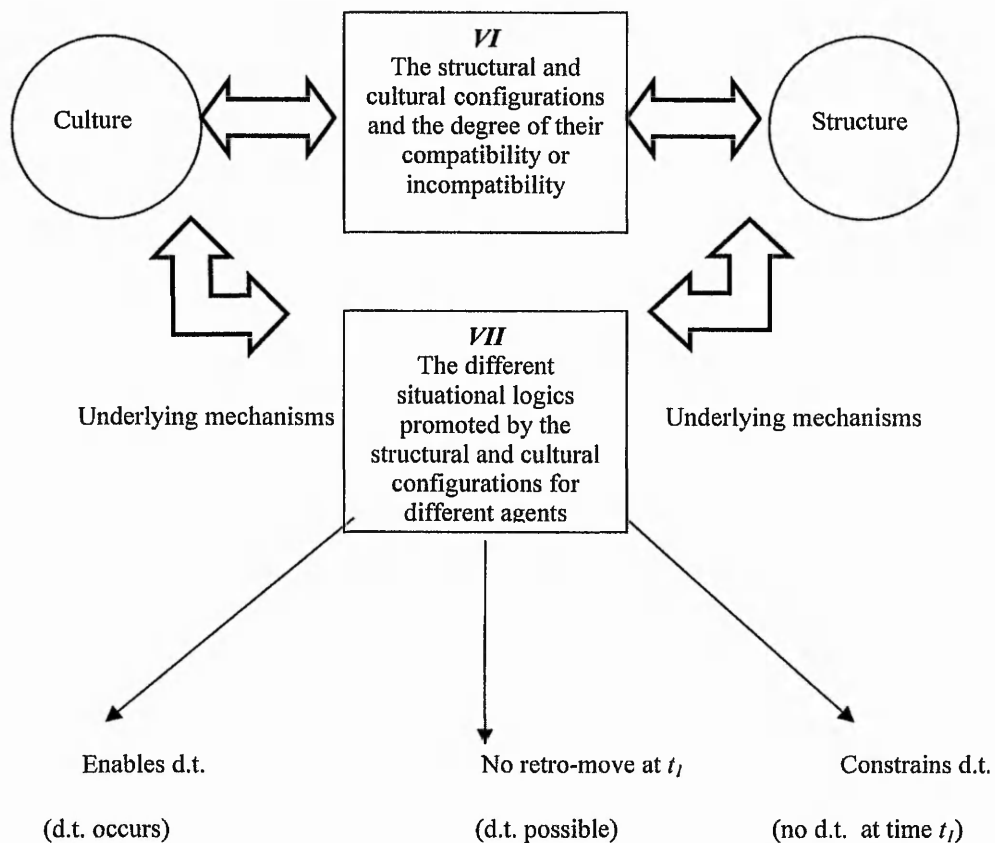 VI
The structural and
cultural configurations
and the degree of their
compatibility or
incompatibility
Culture
Structure
VII
The different
situational logics
promoted by the
structural and cultural
configurations for
different agents
Underlying mechanisms
Underlying mechanisms
Enables d.t.
No retro-move at t1
Constrains d.t.
(d.t. occurs)
(d.t. possible)
(no d.t. at time t1)